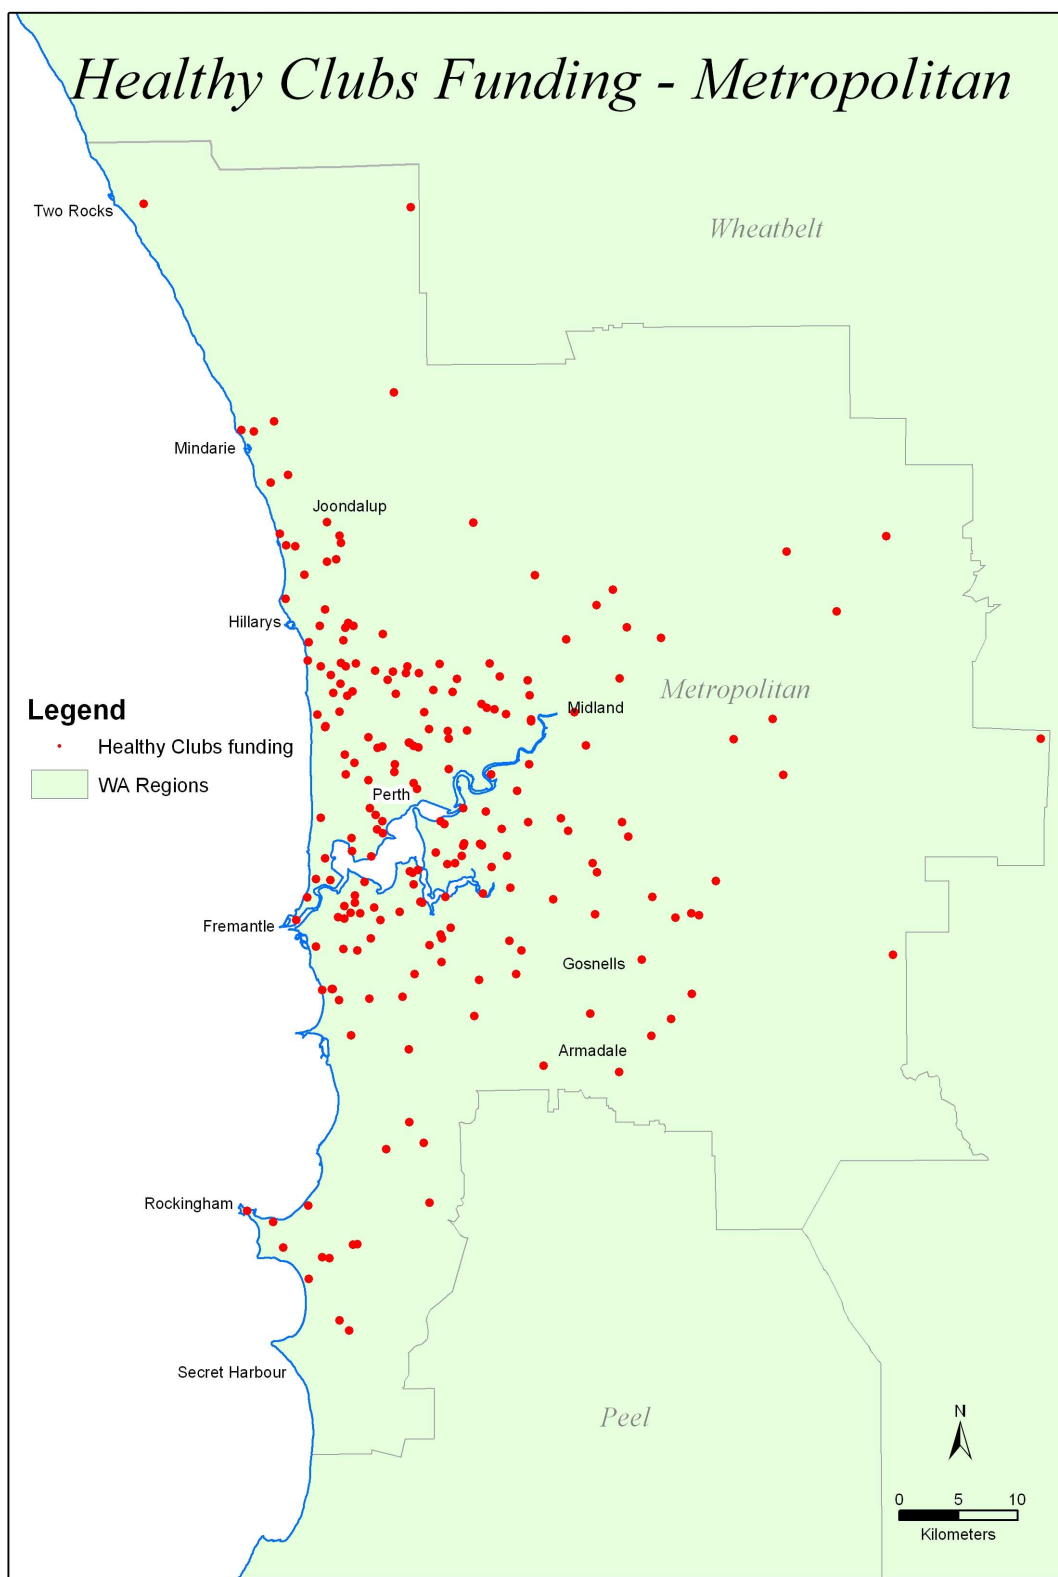 Healthy Clubs Funding - Metropolitan
Two Rocks
Wheatbelt
Mindarie
Joondalup
Hillarys
Metropolitan
Midland
Legend
Healthy Clubs funding
WA Regions
Perth
Fremantle
Gosnells
Armadale
Rockingham
Secret Harbour
Peel
N
0 5 10
Kilometers